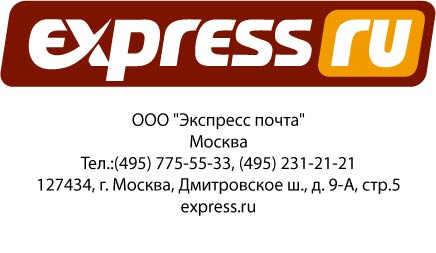 express ru
ООО "Экспресс почта"
Москва
Тел.:(495) 775-55-33, (495) 231-21-21
127434, г. Москва, Дмитровское ш., д. 9-А, стр.5
express.ru